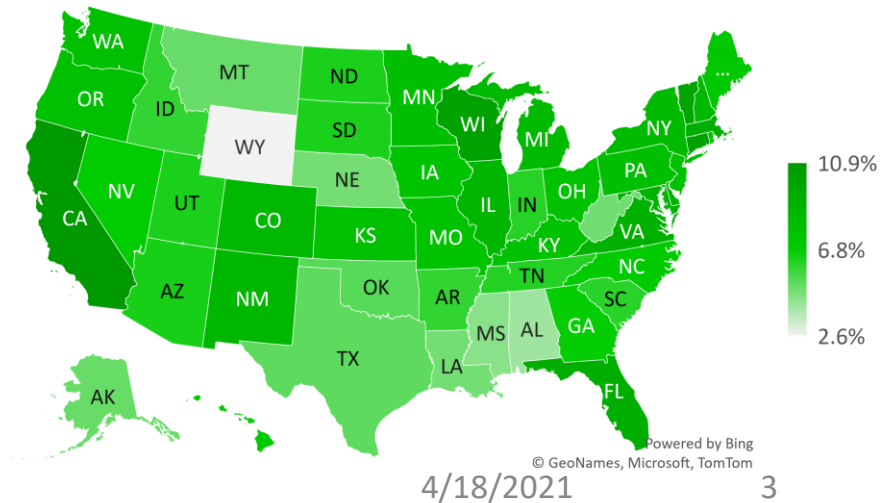 WA
MT
ND
OR
ID
MN
...
SD
WI
NY
WY
MI
10.9%
IA
PA
NE
NV
OH
IL
IN
UT
CO
CA
VA
KS
MO
KY
6.8%
NC
TN
OK
AZ
NM
AR
SC
MS
AL
GA
2.6%
TX
LA
AK
FL
Powered by Bing
© GeoNames, Microsoft, TomTom
4/18/2021 3